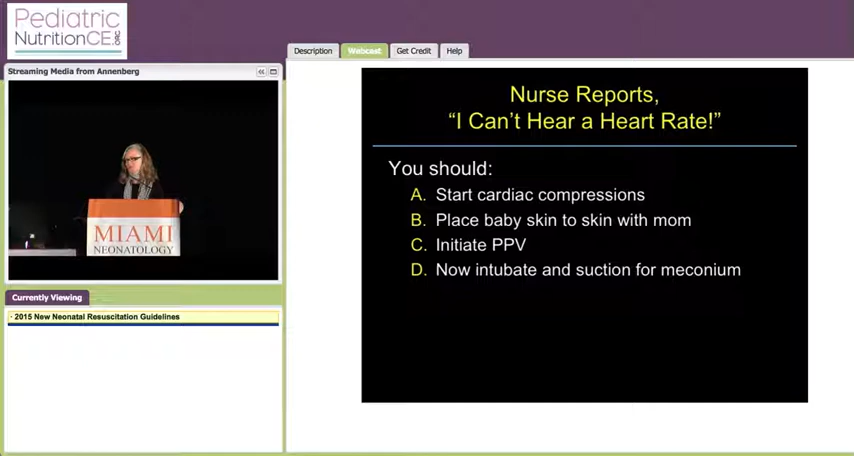 Pediatric
NutritionCE.ORG
Description
Webcast
Get Credit
Help
Streaming Media from Annenberg
MIAMI
NEONATOLOGY
Currently Viewing
· 2015 New Neonatal Resuscitation Guidelines
Nurse Reports,
“I Can’t Hear a Heart Rate!”
You should:
A. Start cardiac compressions
B. Place baby skin to skin with mom
C. Initiate PPV
D. Now intubate and suction for meconium